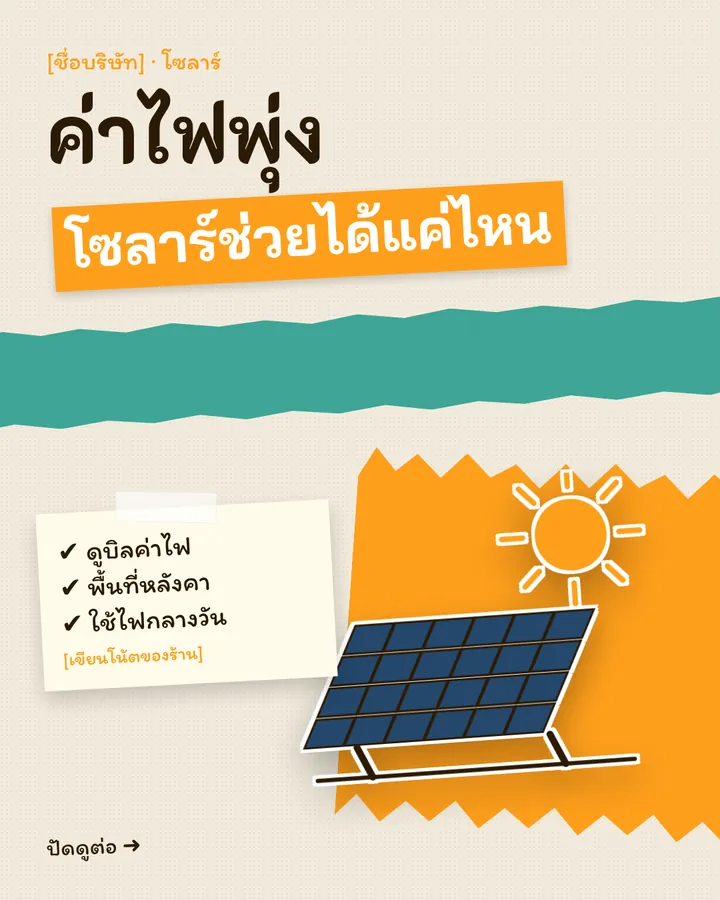 [ชื่อบริษัท] · โซลาร์
ค่าไฟพุ่ง
โซลาร์ช่วยได้แค่ไหน
✔ ดูบิลค่าไฟ
✔ พื้นที่หลังคา
✔ ใช้ไฟกลางวัน
[เขียนโน้ตของร้าน]
ปัดดูต่อ →